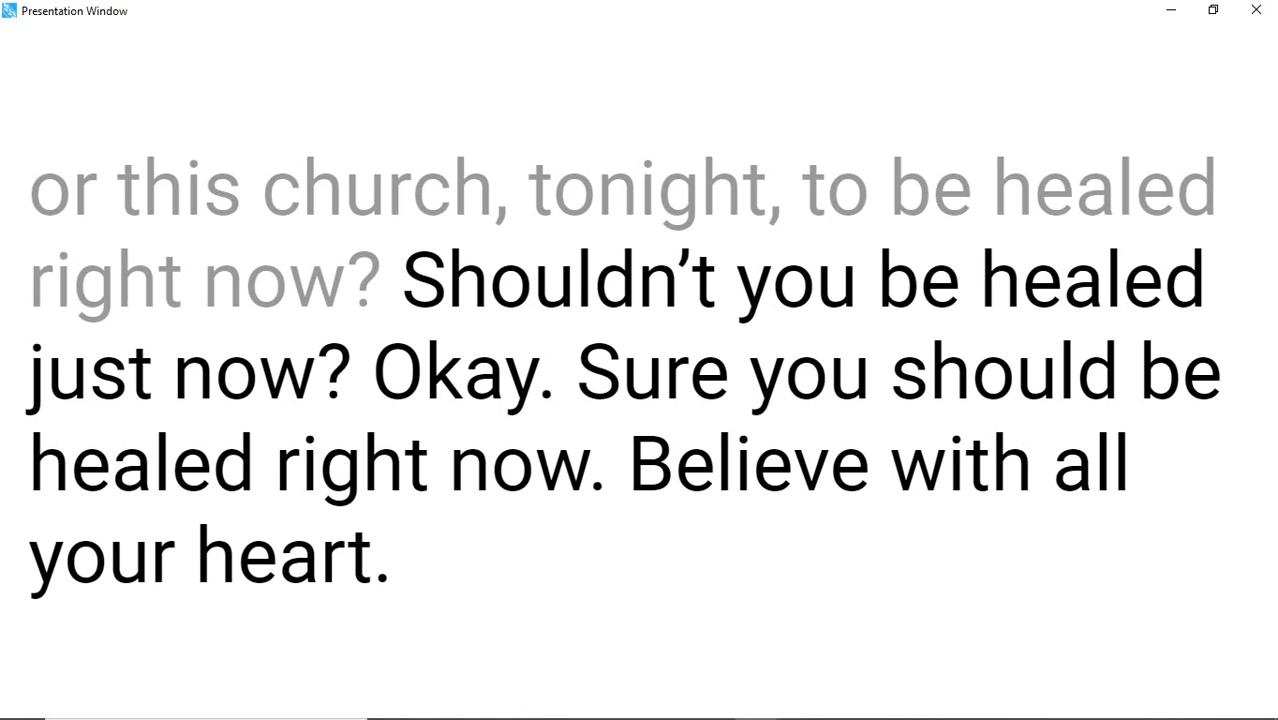 Presentation Window
or this church, tonight, to be healed
right now? Shouldn’t you be healed
just now? Okay. Sure you should be
healed right now. Believe with all
your heart.